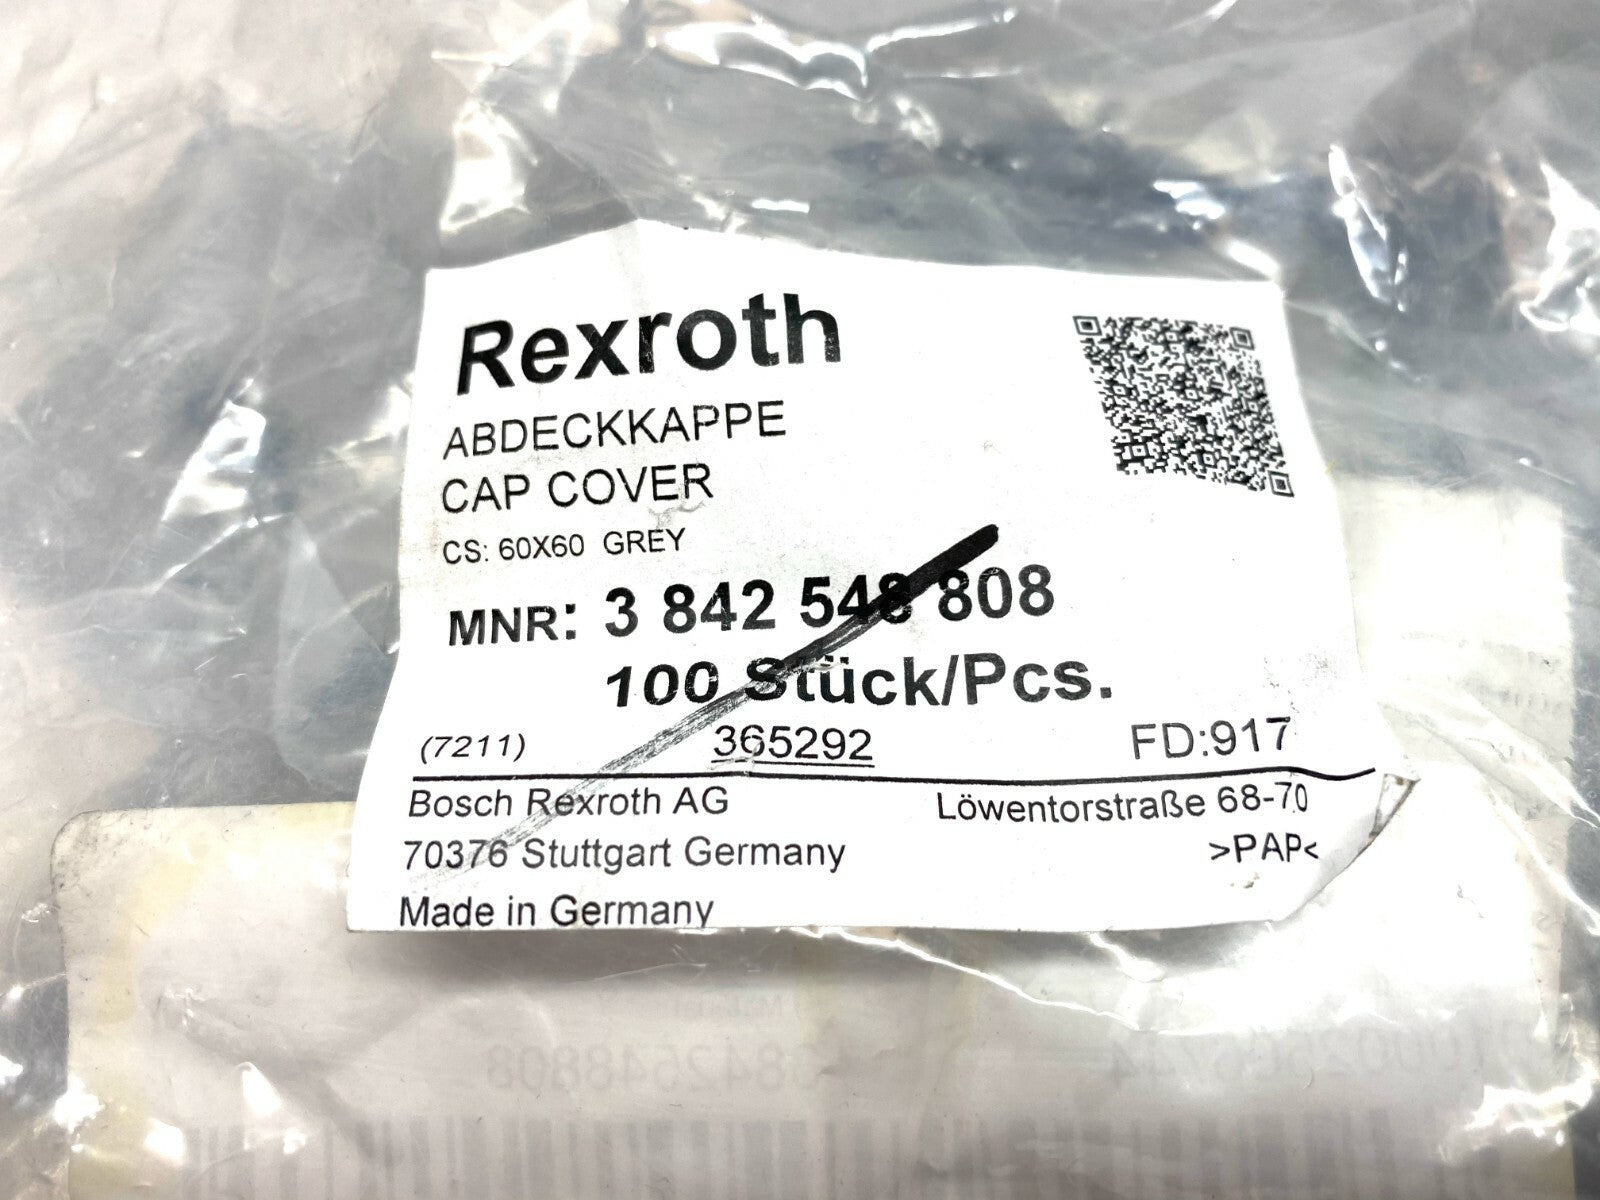 Rexroth
ABDECKKAPPE
CAP COVER
CS: 60X60 GREY
MNR: 3 842 548 808
100 Stück/Pcs.
(7211) 365292 FD:917
Bosch Rexroth AG Löwentorstraße 68-70
70376 Stuttgart Germany >PAP<
Made in Germany
3842548808